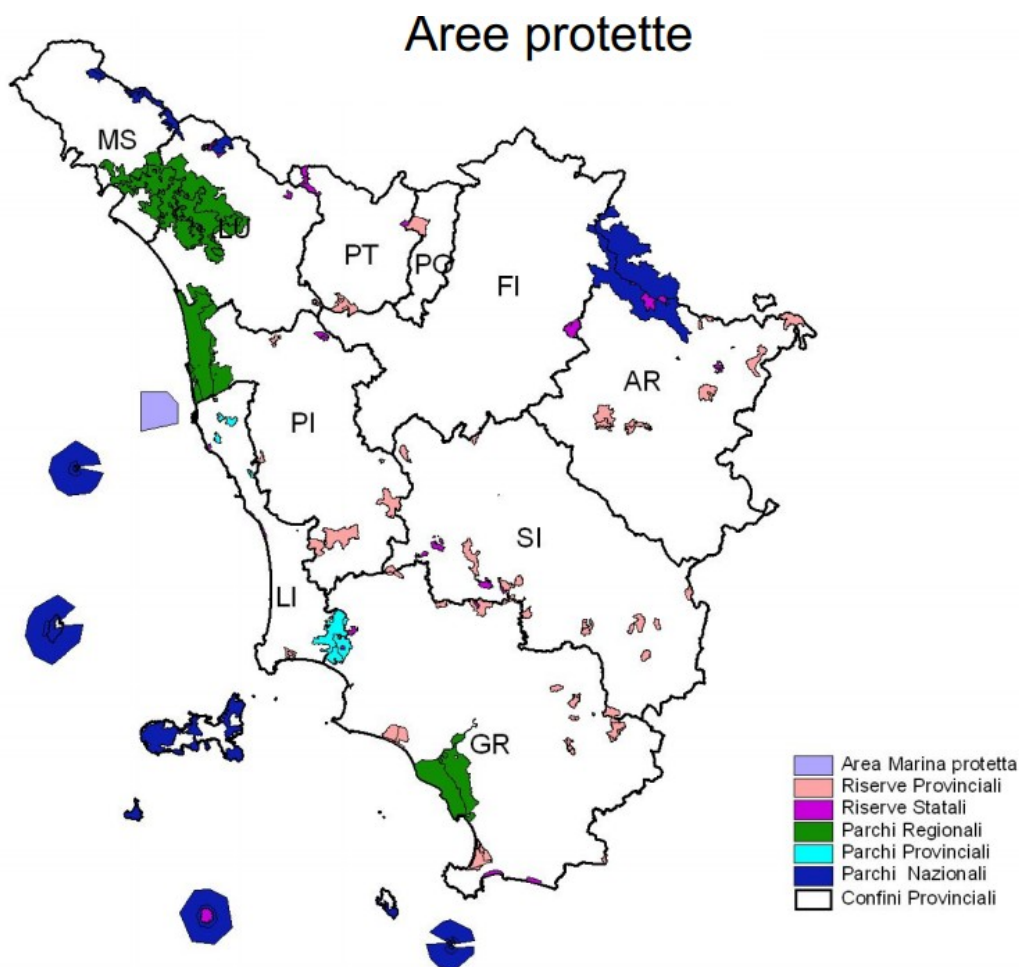 Aree protette
MS
LU
PT
PO
FI
AR
PI
SI
LI
GR
Area Marina protetta
Riserve Provinciali
Riserve Statali
Parchi Regionali
Parchi Provinciali
Parchi Nazionali
Confini Provinciali